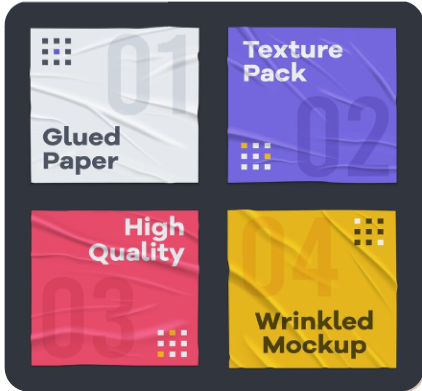 01
Glued
Paper
Texture
Pack
02
High
Quality
03
04
Wrinkled
Mockup